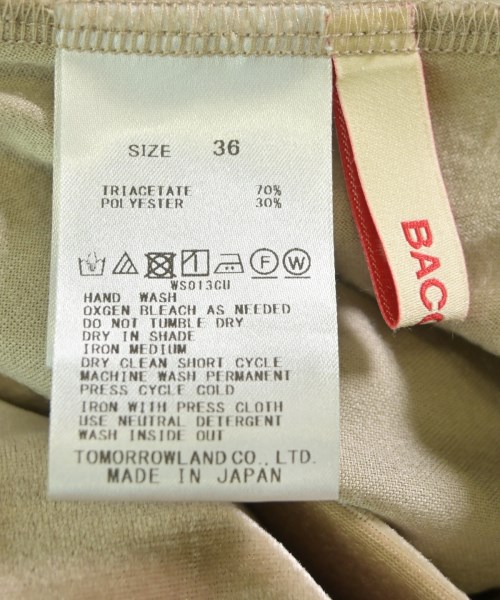 SIZE 36
TRIACETATE 70%
POLYESTER 30%
F W
WS013CU
HAND WASH
OXGEN BLEACH AS NEEDED
DO NOT TUMBLE DRY
DRY IN SHADE
IRON MEDIUM
DRY CLEAN SHORT CYCLE
MACHINE WASH PERMANENT
PRESS CYCLE COLD
IRON WITH PRESS CLOTH
USE NEUTRAL DETERGENT
WASH INSIDE OUT
TOMORROWLAND CO., LTD.
MADE IN JAPAN
BAC